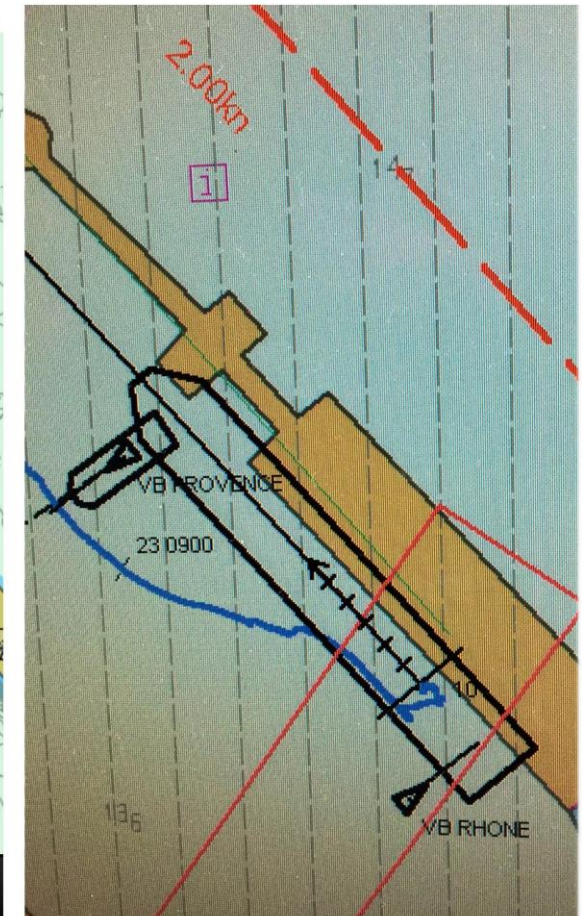 2.00kn
i
14₇
VB PROVENCE
23 0900
10
VB RHONE
13₆